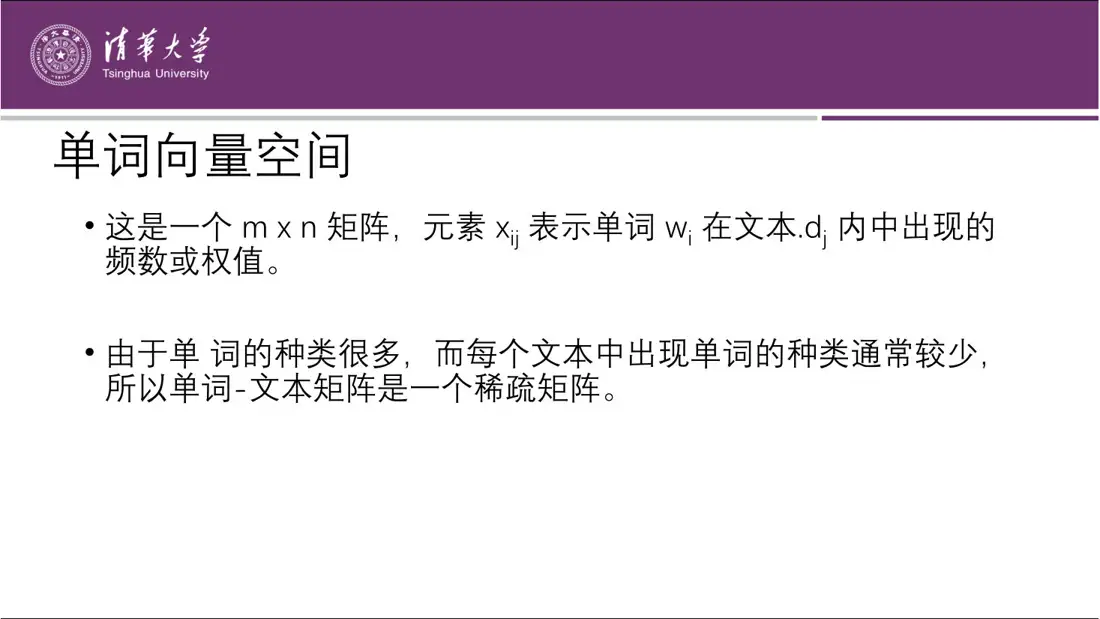 清华大学
Tsinghua University
单词向量空间
• 这是一个 m x n 矩阵，元素 xij 表示单词 wi 在文本.dj 内中出现的
频数或权值。
• 由于单 词的种类很多，而每个文本中出现单词的种类通常较少，
所以单词-文本矩阵是一个稀疏矩阵。